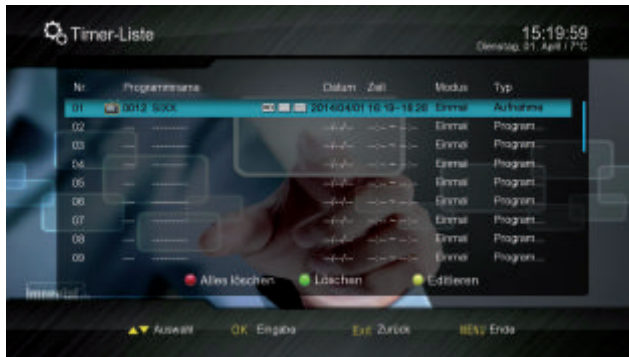 Timer-Liste
15:19:59
Dienstag, 01. April / 7°C
Nr. Programmname Datum Zeit Modus Typ
01 0012 SIXX 2014/04/01 16:19-18:28 Einmal Aufnahme
02 --- --------- --/--/-- --:-- – --:-- Einmal Program...
03 --- --------- --/--/-- --:-- – --:-- Einmal Program...
04 --- --------- --/--/-- --:-- – --:-- Einmal Program...
05 --- --------- --/--/-- --:-- – --:-- Einmal Program...
06 --- --------- --/--/-- --:-- – --:-- Einmal Program...
07 --- --------- --/--/-- --:-- – --:-- Einmal Program...
08 --- --------- --/--/-- --:-- – --:-- Einmal Program...
09 --- --------- --/--/-- --:-- – --:-- Einmal Program...
Alles löschen Löschen Editieren
▲▼ Auswahl OK Eingabe Exit Zurück MENU Ende